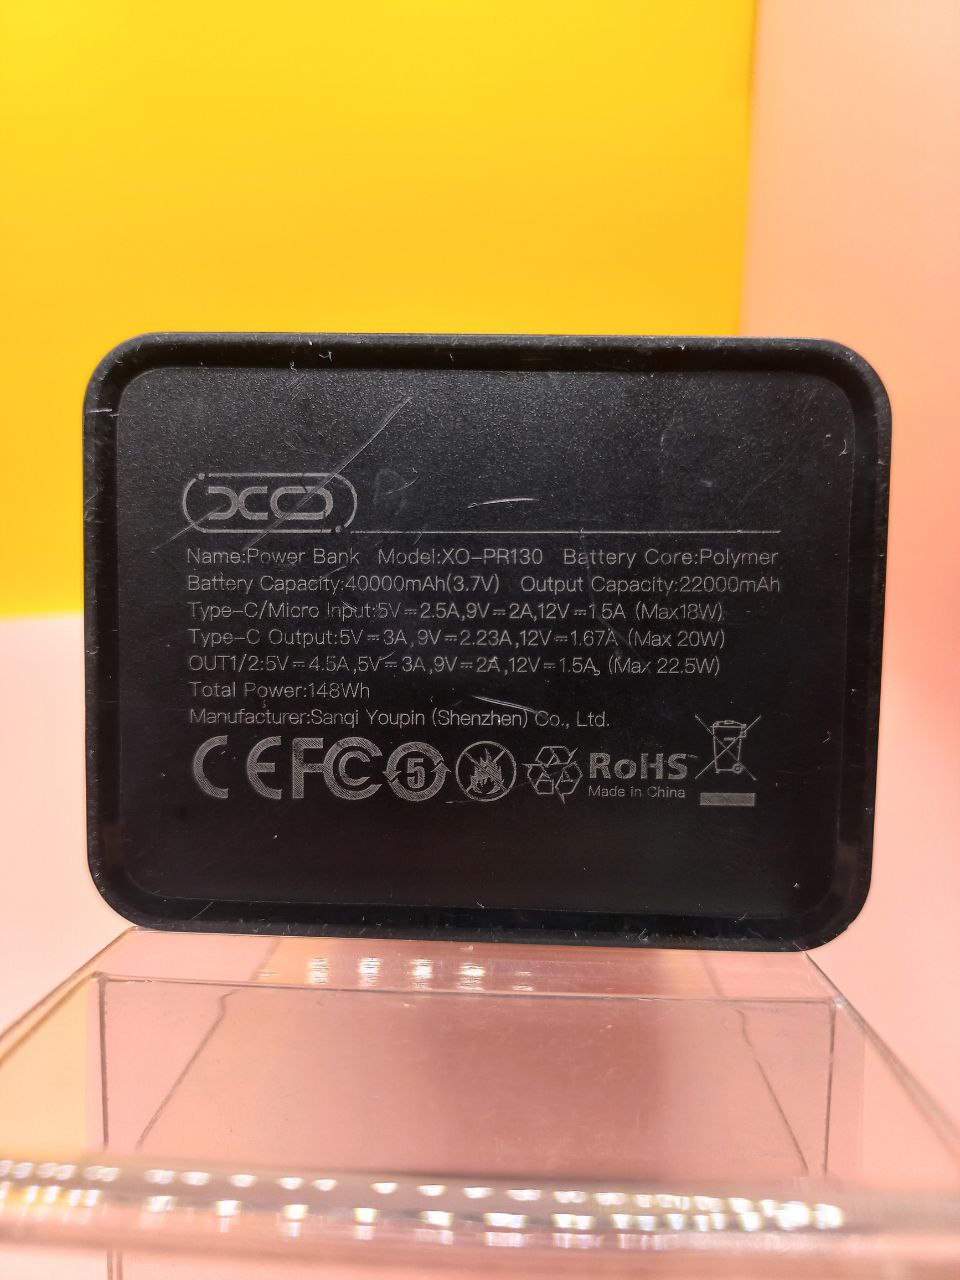 XO
Name:Power Bank Model:XO-PR130 Battery Core:Polymer
Battery Capacity:40000mAh(3.7V) Output Capacity:22000mAh
Type-C/Micro Input:5V⎓2.5A,9V⎓2A,12V⎓1.5A (Max18W)
Type-C Output:5V⎓3A,9V⎓2.23A,12V⎓1.67A (Max 20W)
OUT1/2:5V⎓4.5A,5V⎓3A,9V⎓2A,12V⎓1.5A, (Max 22.5W)
Total Power:148Wh
Manufacturer:Sanqi Youpin (Shenzhen) Co., Ltd.
CE FC 5 RoHS
Made in China